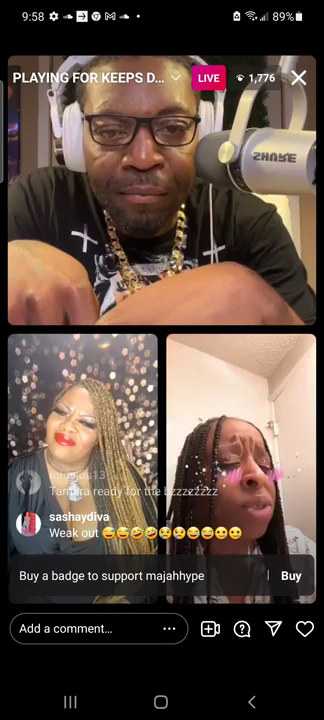 9:58
89%
PLAYING FOR KEEPS D...
LIVE
1,776
SHURE
Tamara ready for the bzzzzzzzz
sashaydiva
Weak out 😅😅🤣🤣😢😢😅😅🙂🙂
Buy a badge to support majahhype
Buy
Add a comment...